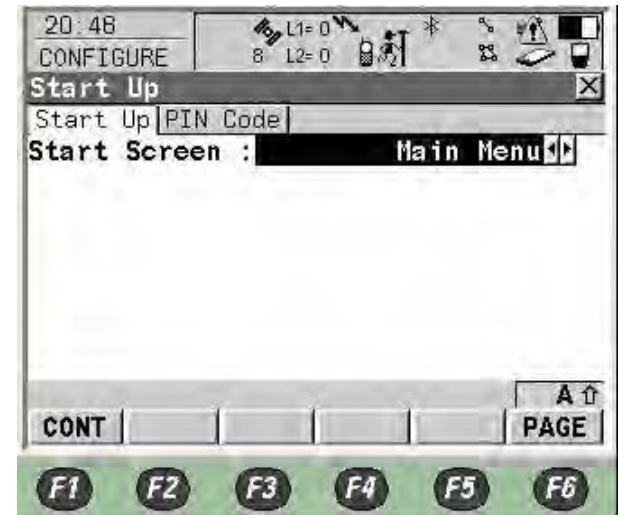 20:46
CONFIGURE
L1= 0
8 L2= 0
2
Start Up
Start Up PIN Code
Start Screen : Main Menu
A
CONT PAGE
F1 F2 F3 F4 F5 F6